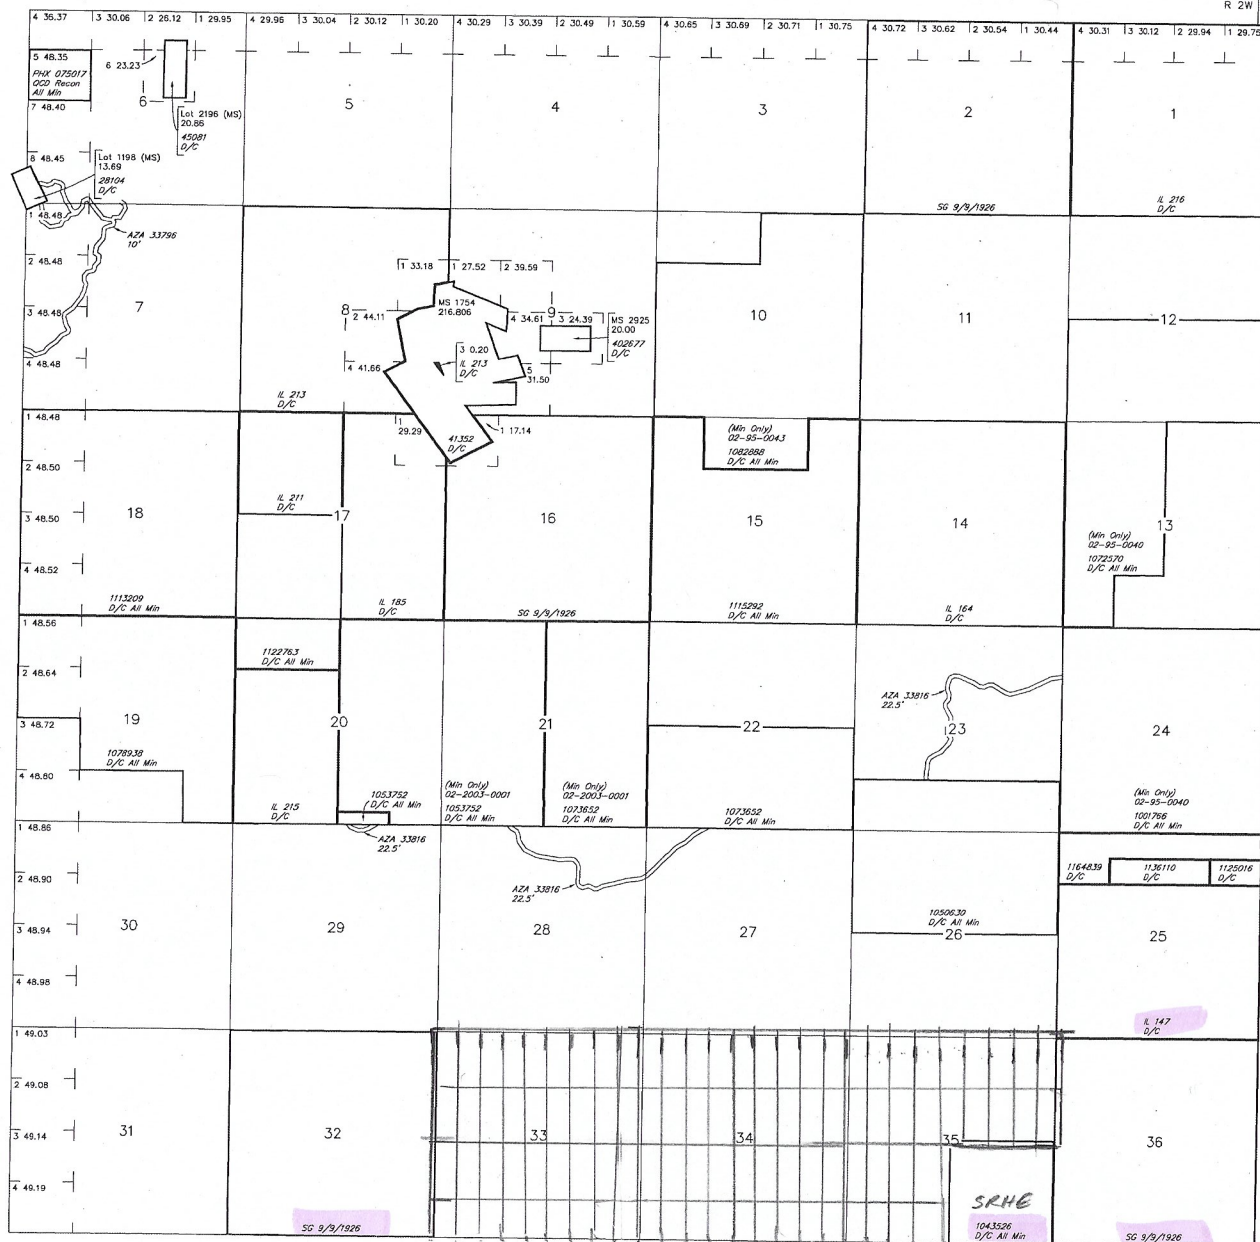 R 2W
4 36.37 3 30.06 2 26.12 1 29.95 4 29.96 3 30.04 2 30.12 1 30.20 4 30.29 3 30.39 2 30.49 1 30.59 4 30.65 3 30.69 2 30.71 1 30.75 4 30.72 3 30.62 2 30.54 1 30.44 4 30.31 3 30.12 2 29.94 1 29.75
5 48.35
PHX 075017
QCD Recon
All Min
7 48.40
6 23.23
6
Lot 2196 (MS)
20.86
45081
D/C
8 48.45
Lot 1198 (MS)
13.69
28104
D/C
5
4
3
2
SG 9/9/1926
1
IL 216
D/C
1 48.48
AZA 33796
10'
2 48.48
3 48.48
7
4 48.48
8
IL 213
D/C
1 33.18
1 27.52
2 39.59
MS 1754
216.806
2 44.11
4 34.61
9
3 24.39
MS 2925
20.00
402677
D/C
3 0.20
IL 213
D/C
4 41.66
5
31.50
10
11
12
1 48.48
2 48.50
3 48.50
4 48.52
18
1113209
D/C All Min
IL 211
D/C
17
1
29.29
41352
D/C
1 17.14
IL 185
D/C
16
SG 9/9/1926
(Min Only)
02-95-0043
1082888
D/C All Min
15
1115292
D/C All Min
14
IL 164
D/C
13
(Min Only)
02-95-0040
1072570
D/C All Min
1 48.56
2 48.64
3 48.72
4 48.80
19
1078938
D/C All Min
1122763
D/C All Min
20
IL 215
D/C
1053752
D/C All Min
AZA 33816
22.5'
21
(Min Only)
02-2003-0001
1053752
D/C All Min
(Min Only)
02-2003-0001
1073652
D/C All Min
22
1073652
D/C All Min
AZA 33816
22.5'
23
24
(Min Only)
02-95-0040
1001766
D/C All Min
1 48.86
2 48.90
3 48.94
4 48.98
30
29
AZA 33816
22.5'
28
27
1050630
D/C All Min
26
1164839
D/C
1136110
D/C
1125016
D/C
25
IL 147
D/C
1 49.03
2 49.08
3 49.14
4 49.19
31
32
SG 9/9/1926
33
34
35
SRHE
1043526
D/C All Min
36
SG 9/9/1926